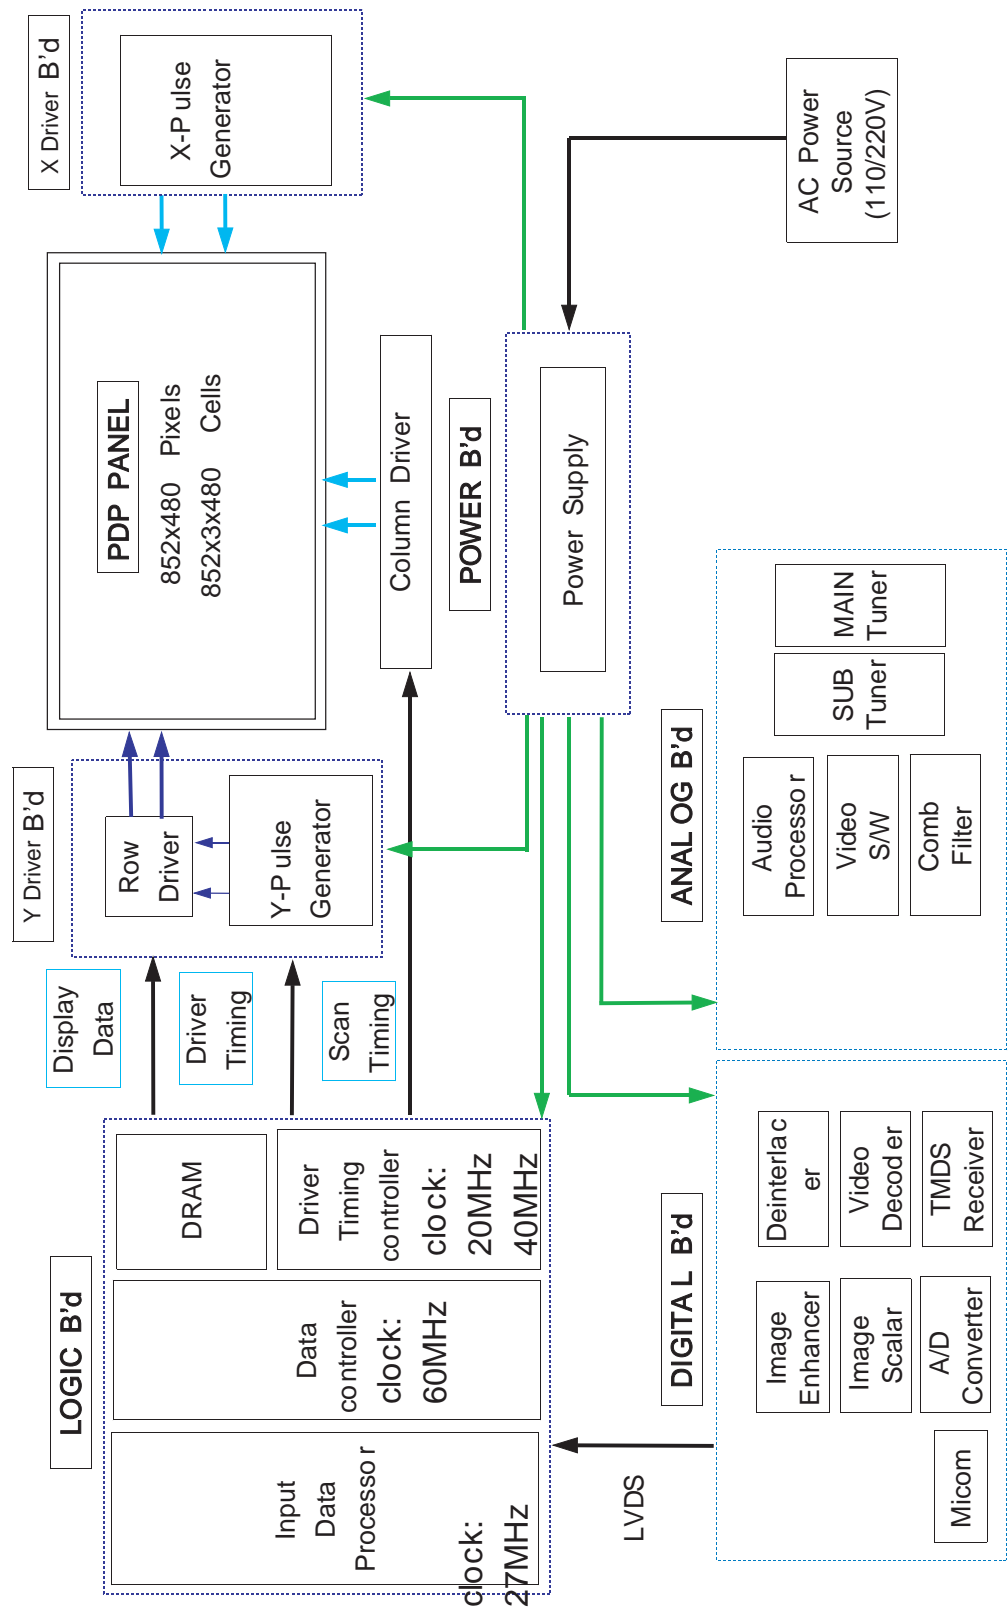 LOGIC B'd
Input
Data
Processor
clock:
27MHz
Data
controller
clock:
60MHz
DRAM
Driver
Timing
controller
clock:
20MHz
40MHz
Display
Data
Driver
Timing
Scan
Timing
Y Driver B'd
Row
Driver
Y-Pulse
Generator
PDP PANEL
852x480 Pixels
852x3x480 Cells
X Driver B'd
X-Pulse
Generator
Column Driver
POWER B'd
Power Supply
AC Power
Source
(110/220V)
LVDS
DIGITAL B'd
Image
Enhancer
Deinterlac
er
Image
Scalar
Video
Decoder
Micom
A/D
Converter
TMDS
Receiver
ANALOG B'd
Audio
Processor
Video
S/W
Comb
Filter
SUB
Tuner
MAIN
Tuner